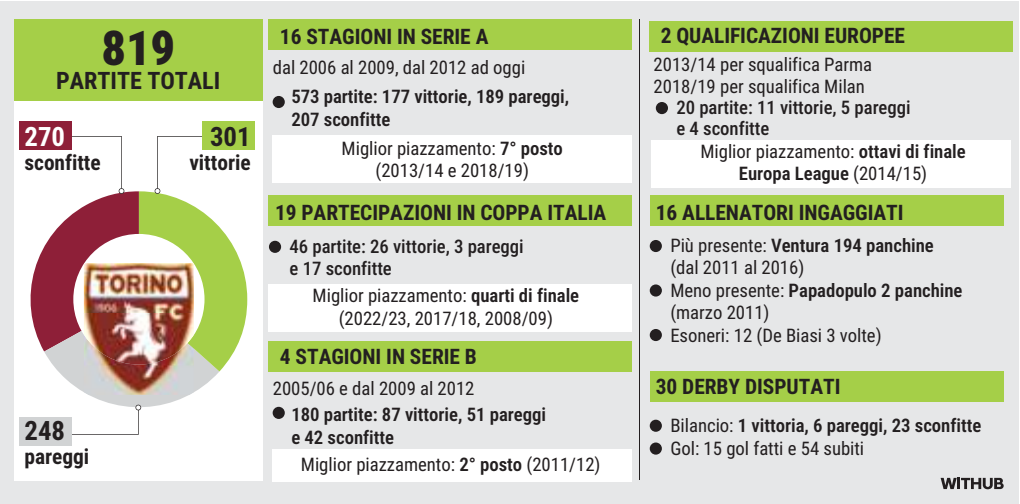 819
PARTITE TOTALI
270
sconfitte
301
vittorie
TORINO
1906
FC
248
pareggi
16 STAGIONI IN SERIE A
dal 2006 al 2009, dal 2012 ad oggi
● 573 partite: 177 vittorie, 189 pareggi,
207 sconfitte
Miglior piazzamento: 7° posto
(2013/14 e 2018/19)
19 PARTECIPAZIONI IN COPPA ITALIA
● 46 partite: 26 vittorie, 3 pareggi
e 17 sconfitte
Miglior piazzamento: quarti di finale
(2022/23, 2017/18, 2008/09)
4 STAGIONI IN SERIE B
2005/06 e dal 2009 al 2012
● 180 partite: 87 vittorie, 51 pareggi
e 42 sconfitte
Miglior piazzamento: 2° posto (2011/12)
2 QUALIFICAZIONI EUROPEE
2013/14 per squalifica Parma
2018/19 per squalifica Milan
● 20 partite: 11 vittorie, 5 pareggi
e 4 sconfitte
Miglior piazzamento: ottavi di finale
Europa League (2014/15)
16 ALLENATORI INGAGGIATI
● Più presente: Ventura 194 panchine
(dal 2011 al 2016)
● Meno presente: Papadopulo 2 panchine
(marzo 2011)
● Esoneri: 12 (De Biasi 3 volte)
30 DERBY DISPUTATI
● Bilancio: 1 vittoria, 6 pareggi, 23 sconfitte
● Gol: 15 gol fatti e 54 subiti
WITHUB